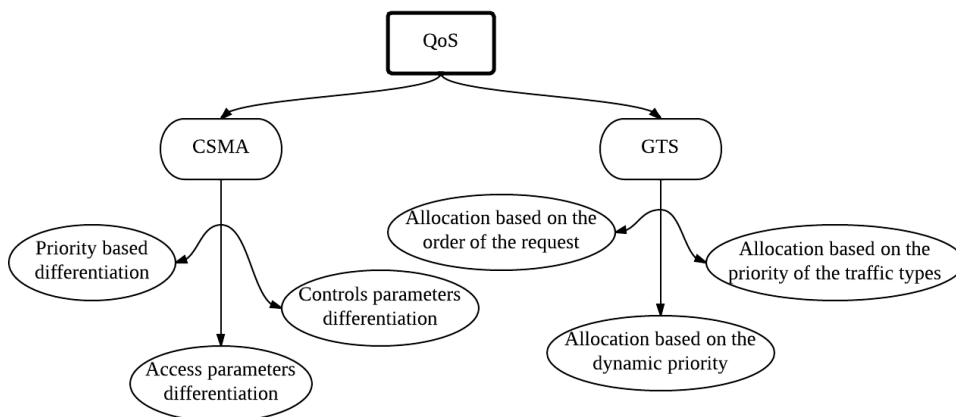 QoS
CSMA
GTS
Priority based
differentiation
Controls parameters
differentiation
Access parameters
differentiation
Allocation based on the
order of the request
Allocation based on the
priority of the traffic types
Allocation based on the
dynamic priority